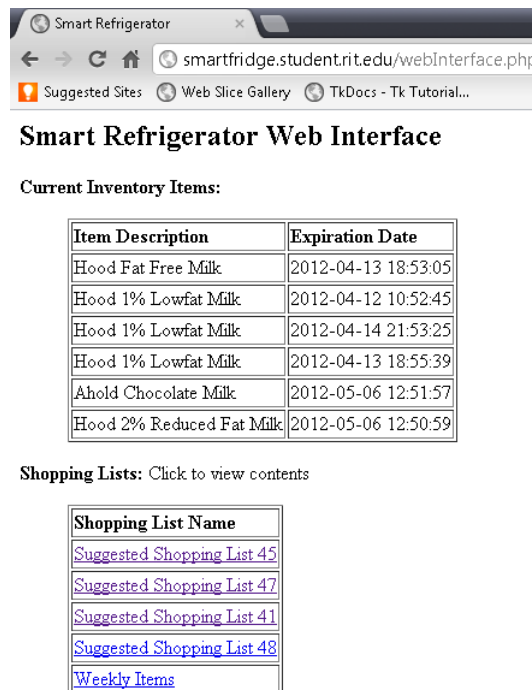 Smart Refrigerator
smartfridge.student.rit.edu/webInterface.php
Suggested Sites Web Slice Gallery TkDocs - Tk Tutorial...
Smart Refrigerator Web Interface
Current Inventory Items:
Item Description Expiration Date
Hood Fat Free Milk 2012-04-13 18:53:05
Hood 1% Lowfat Milk 2012-04-12 10:52:45
Hood 1% Lowfat Milk 2012-04-14 21:53:25
Hood 1% Lowfat Milk 2012-04-13 18:55:39
Ahold Chocolate Milk 2012-05-06 12:51:57
Hood 2% Reduced Fat Milk 2012-05-06 12:50:59
Shopping Lists: Click to view contents
Shopping List Name
Suggested Shopping List 45
Suggested Shopping List 47
Suggested Shopping List 41
Suggested Shopping List 48
Weekly Items